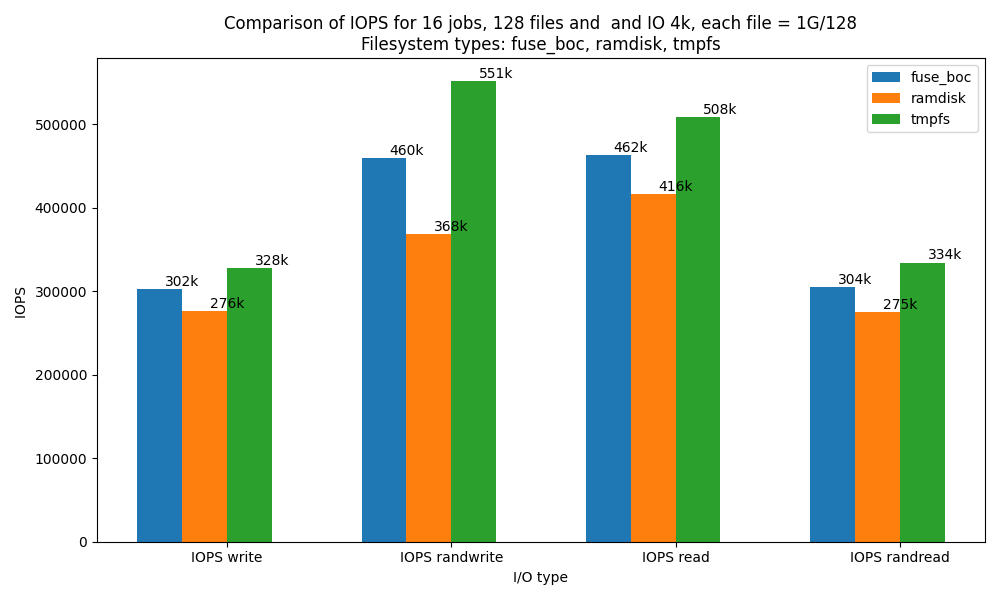 Comparison of IOPS for 16 jobs, 128 files and  and IO 4k, each file = 1G/128
Filesystem types: fuse_boc, ramdisk, tmpfs
fuse_boc
ramdisk
tmpfs
IOPS
500000
400000
300000
200000
100000
0
302k
276k
328k
460k
368k
551k
462k
416k
508k
304k
275k
334k
IOPS write
IOPS randwrite
IOPS read
IOPS randread
I/O type